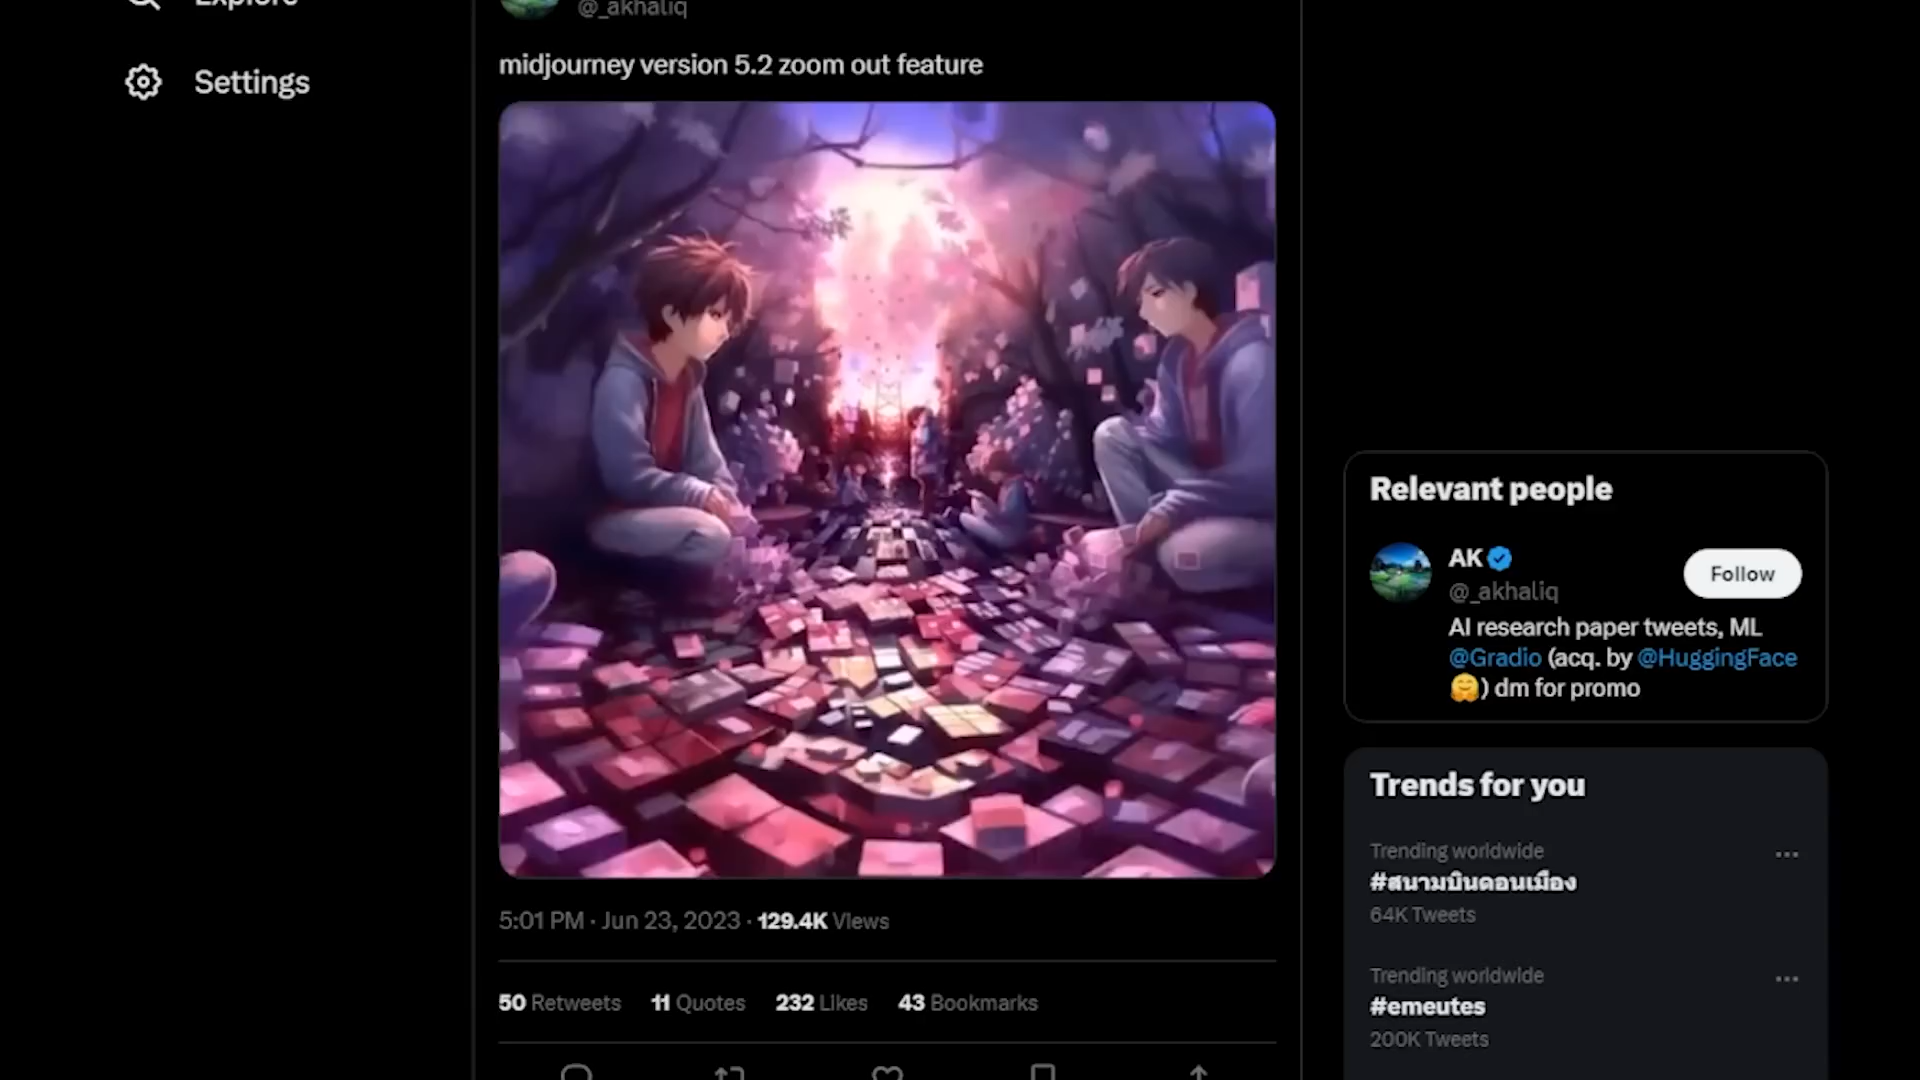 Explore
Settings
@_akhaliq
midjourney version 5.2 zoom out feature
5:01 PM · Jun 23, 2023 · 129.4K Views
50 Retweets 11 Quotes 232 Likes 43 Bookmarks
Relevant people
AK
@_akhaliq
Follow
AI research paper tweets, ML
@Gradio (acq. by @HuggingFace
🤗) dm for promo
Trends for you
Trending worldwide
#สนามบินดอนเมือง
64K Tweets
Trending worldwide
#emeutes
200K Tweets